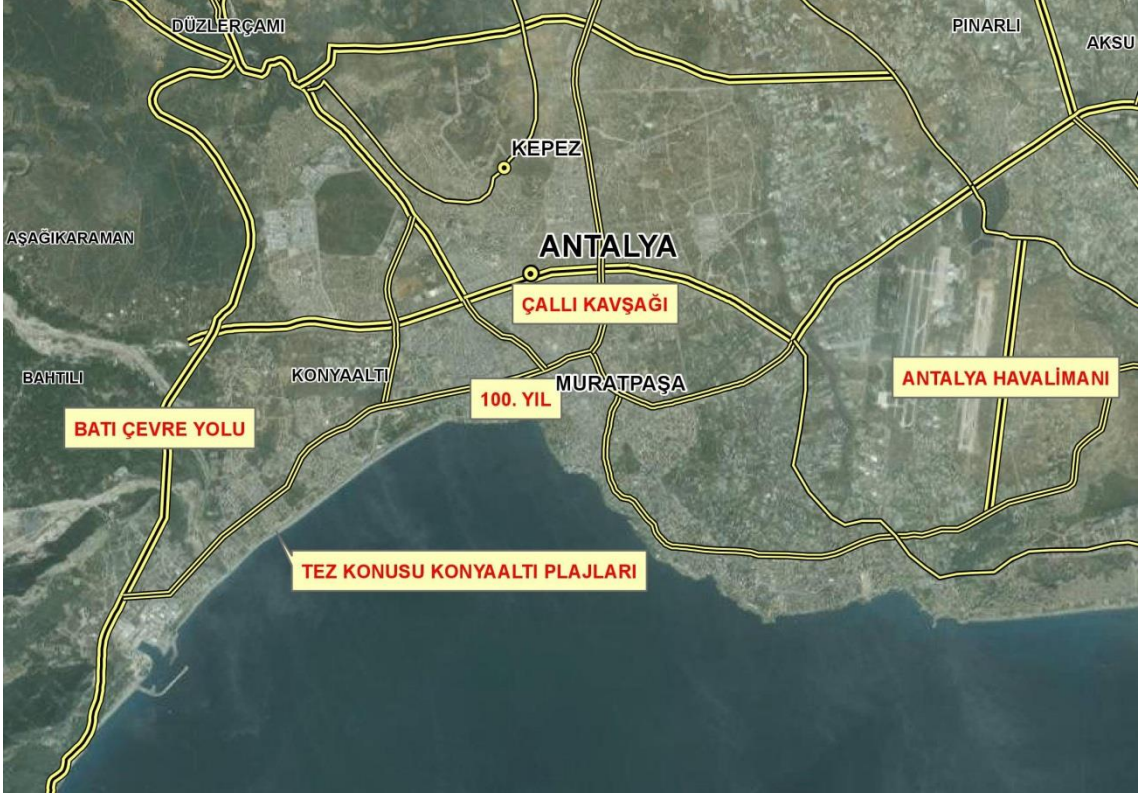 DÜZLERÇAMI
PINARLI
AKSU
KEPEZ
AŞAĞIKARAMAN
ANTALYA
ÇALLI KAVŞAĞI
BAHTILI
KONYAALTI
MURATPAŞA
ANTALYA HAVALİMANI
100. YIL
BATI ÇEVRE YOLU
TEZ KONUSU KONYAALTI PLAJLARI